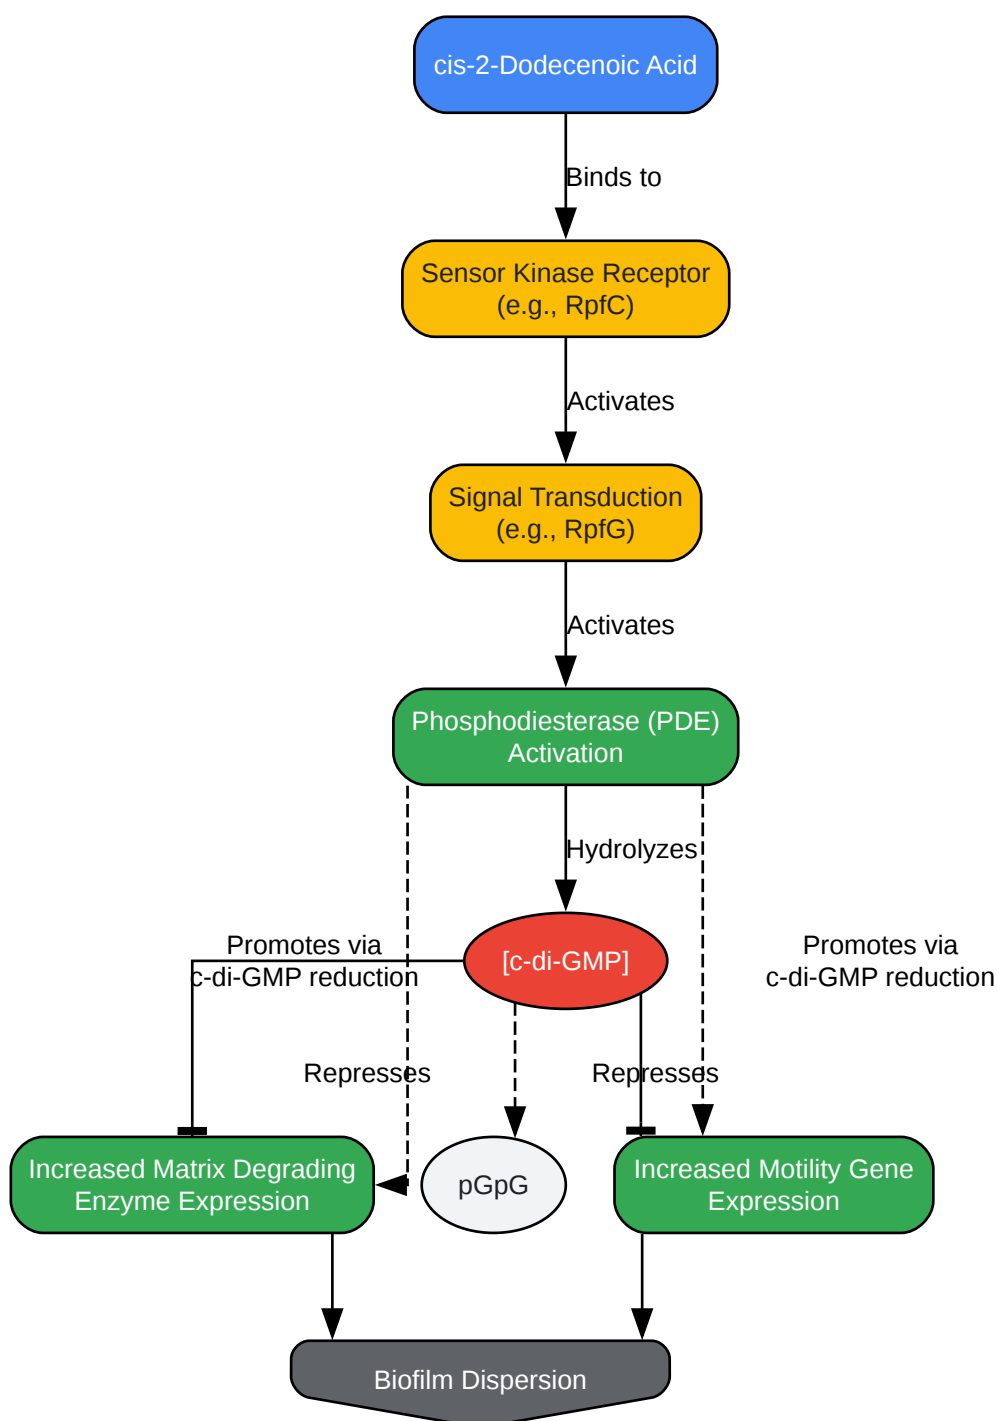 cis-2-Dodecenoic Acid
Binds to
Sensor Kinase Receptor
(e.g., RpfC)
Activates
Signal Transduction
(e.g., RpfG)
Activates
Phosphodiesterase (PDE)
Activation
Hydrolyzes
Promotes via
c-di-GMP reduction
[c-di-GMP]
Promotes via
c-di-GMP reduction
Represses
Represses
Increased Matrix Degrading
Enzyme Expression
pGpG
Increased Motility Gene
Expression
Biofilm Dispersion